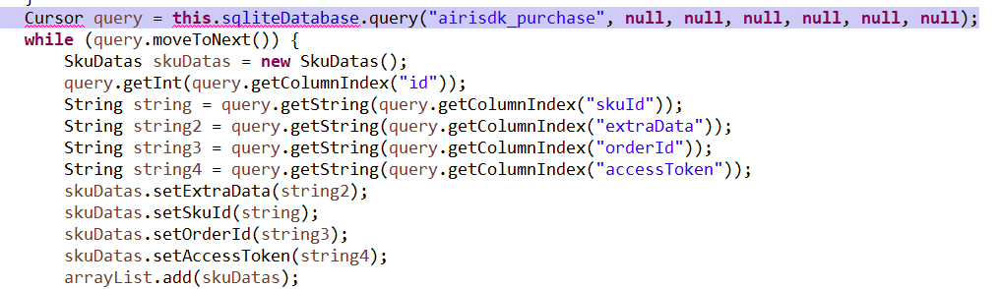 Cursor query = this.sqliteDatabase.query("airisdk_purchase", null, null, null, null, null, null);
while (query.moveToNext()) {
SkuDatas skuDatas = new SkuDatas();
query.getInt(query.getColumnIndex("id"));
String string = query.getString(query.getColumnIndex("skuId"));
String string2 = query.getString(query.getColumnIndex("extraData"));
String string3 = query.getString(query.getColumnIndex("orderId"));
String string4 = query.getString(query.getColumnIndex("accessToken"));
skuDatas.setExtraData(string2);
skuDatas.setSkuId(string);
skuDatas.setOrderId(string3);
skuDatas.setAccessToken(string4);
arrayList.add(skuDatas);